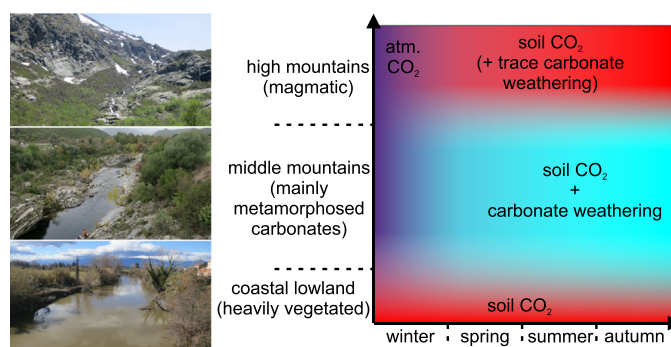 high mountains
(magmatic)
middle mountains
(mainly
metamorphosed
carbonates)
coastal lowland
(heavily vegetated)
atm.
CO₂
soil CO₂
(+ trace carbonate
weathering)
soil CO₂
+
carbonate weathering
soil CO₂
winter spring summer autumn